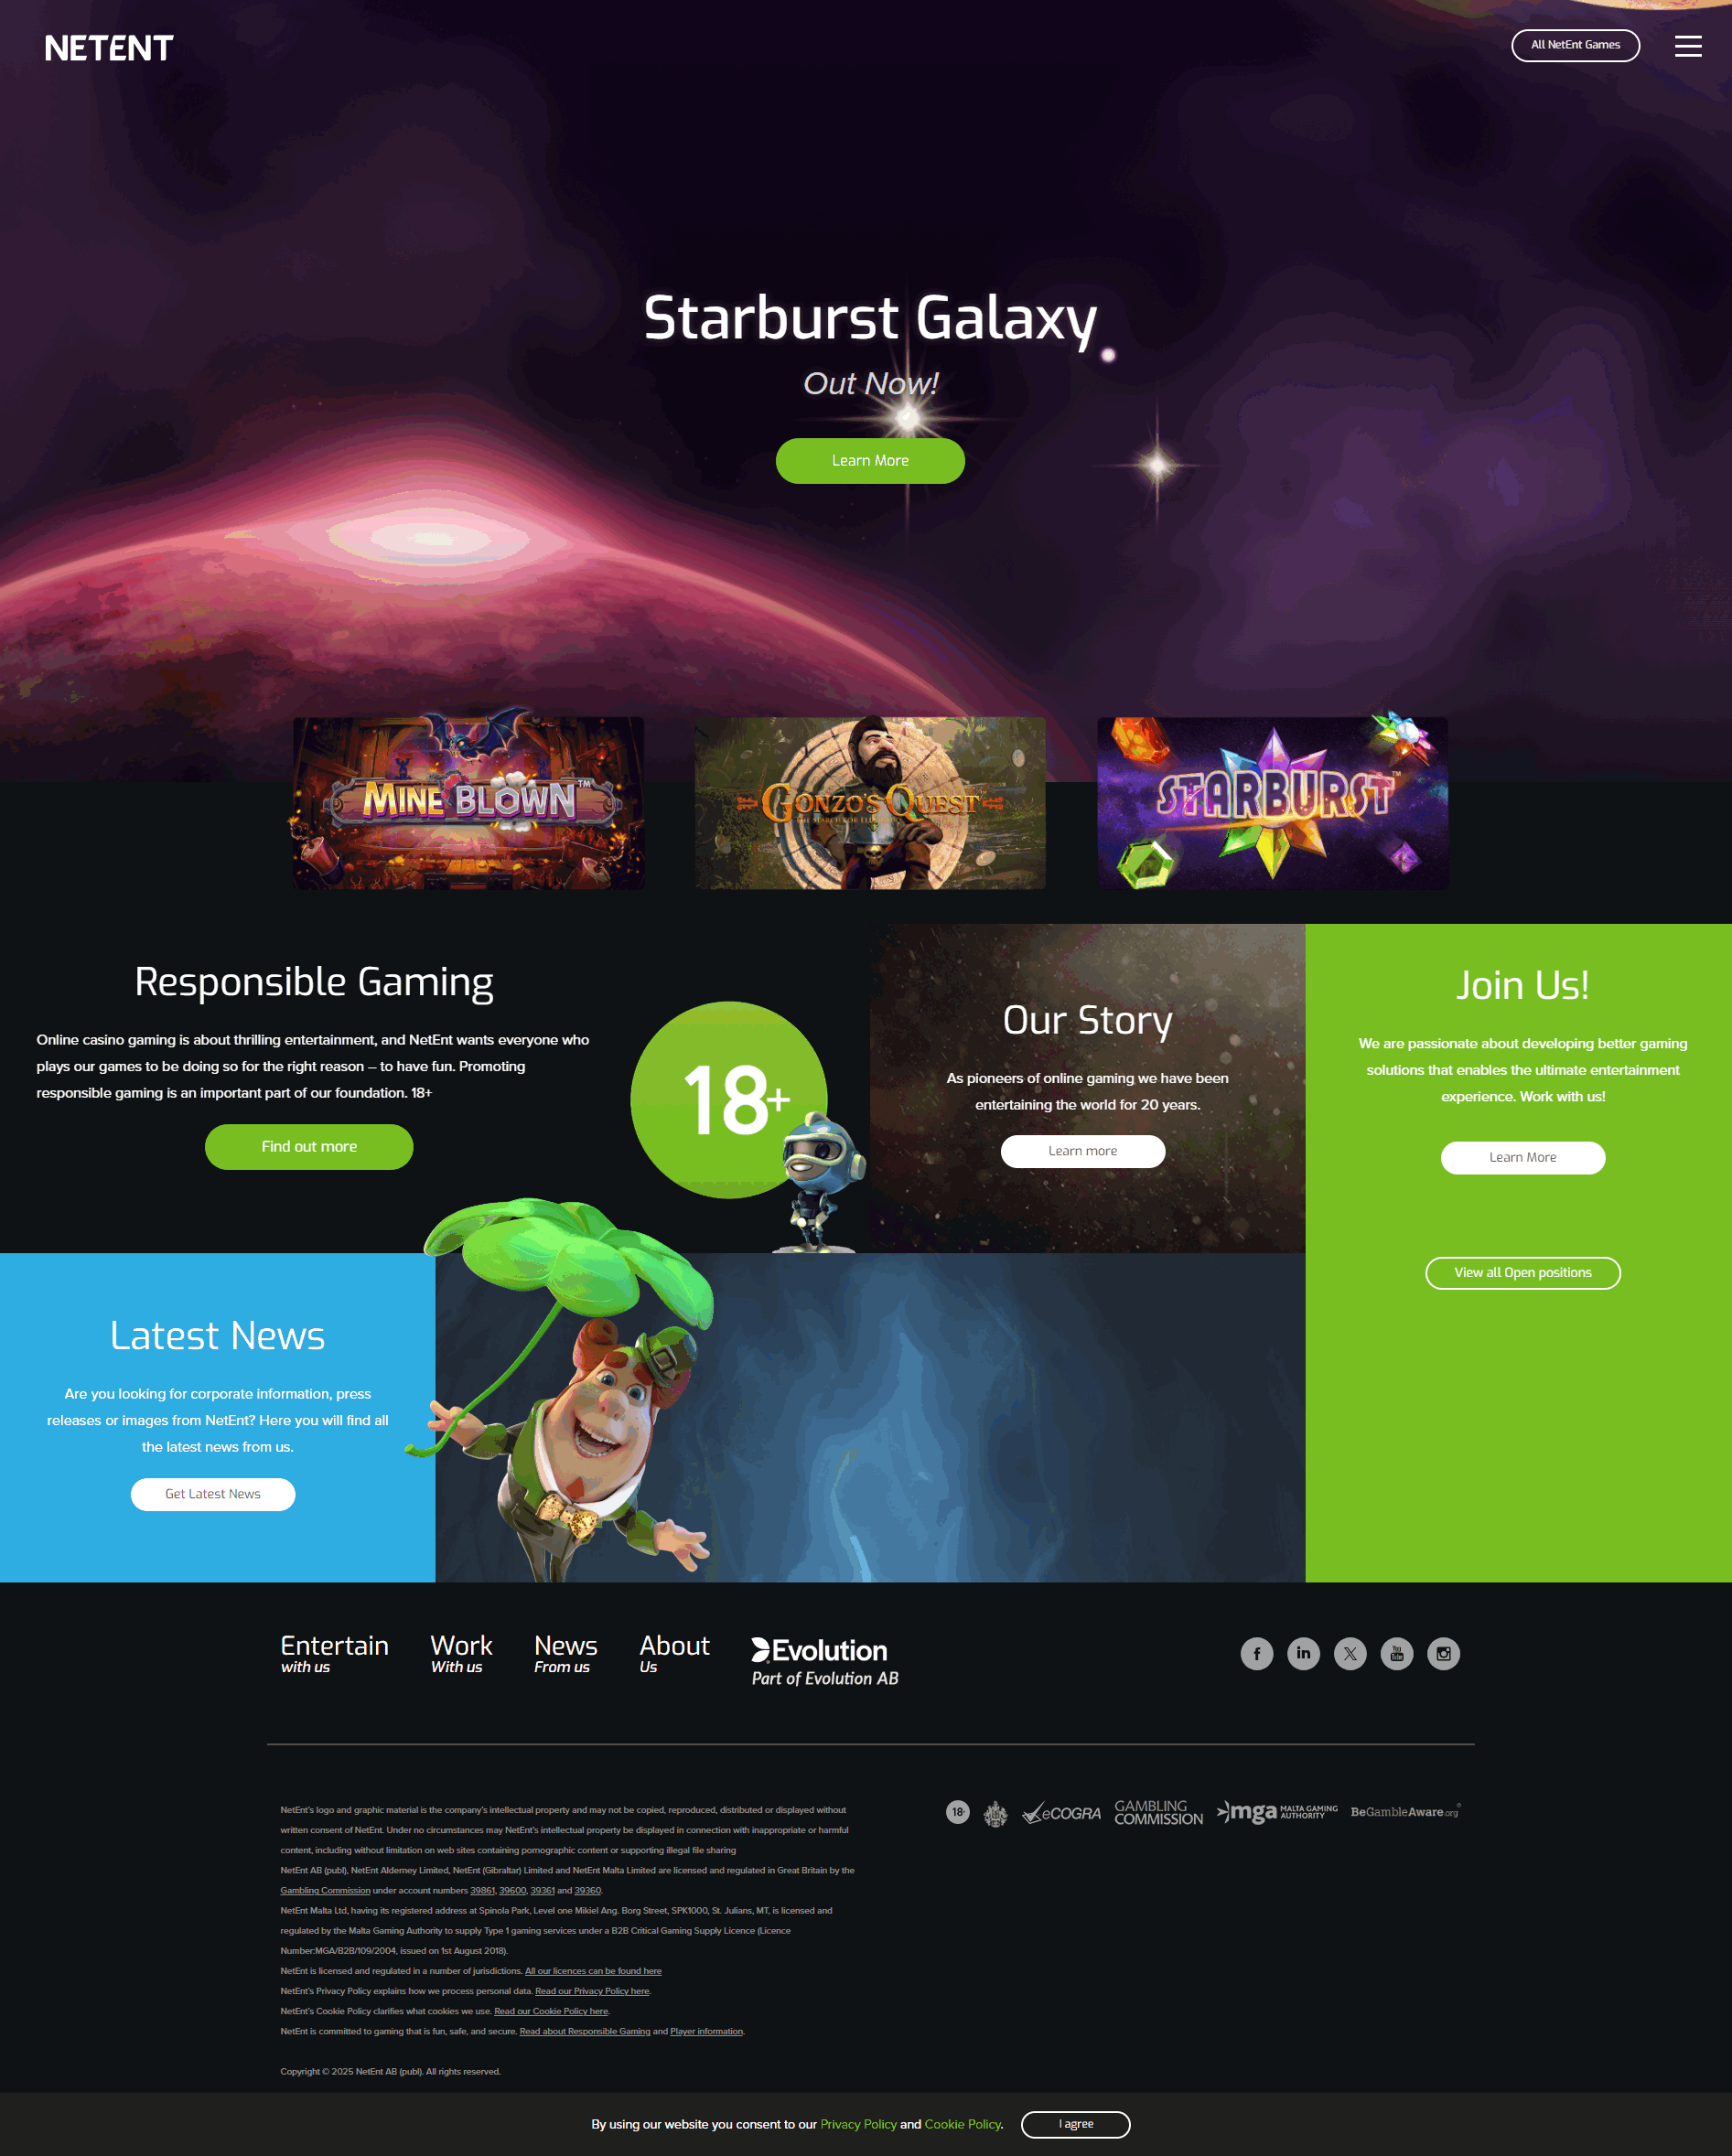 NETENT
All NetEnt Games
Starburst Galaxy
Out Now!
Learn More
MINE BLOWN™
GONZO'S QUEST
STARBURST™
Responsible Gaming
Online casino gaming is about thrilling entertainment, and NetEnt wants everyone who
plays our games to be doing so for the right reason – to have fun. Promoting
responsible gaming is an important part of our foundation. 18+
Find out more
18+
Our Story
As pioneers of online gaming we have been
entertaining the world for 20 years.
Learn more
Join Us!
We are passionate about developing better gaming
solutions that enables the ultimate entertainment
experience. Work with us!
Learn More
View all Open positions
Latest News
Are you looking for corporate information, press
releases or images from NetEnt? Here you will find all
the latest news from us.
Get Latest News
Entertain
with us
Work
With us
News
From us
About
Us
Evolution
Part of Evolution AB
f
in
X
You
Tube
NetEnt's logo and graphic material is the company's intellectual property and may not be copied, reproduced, distributed or displayed without
written consent of NetEnt. Under no circumstances may NetEnt's intellectual property be displayed in connection with inappropriate or harmful
content, including without limitation on web sites containing pornographic content or supporting illegal file sharing
NetEnt AB (publ), NetEnt Alderney Limited, NetEnt (Gibraltar) Limited and NetEnt Malta Limited are licensed and regulated in Great Britain by the
Gambling Commission under account numbers 39861, 39600, 39361 and 39360.
NetEnt Malta Ltd, having its registered address at Spinola Park, Level one Mikiel Ang. Borg Street, SPK1000, St. Julians, MT, is licensed and
regulated by the Malta Gaming Authority to supply Type 1 gaming services under a B2B Critical Gaming Supply Licence (Licence
Number:MGA/B2B/109/2004, issued on 1st August 2018).
NetEnt is licensed and regulated in a number of jurisdictions. All our licences can be found here
NetEnt's Privacy Policy explains how we process personal data. Read our Privacy Policy here.
NetEnt's Cookie Policy clarifies what cookies we use. Read our Cookie Policy here.
NetEnt is committed to gaming that is fun, safe, and secure. Read about Responsible Gaming and Player information.
Copyright © 2025 NetEnt AB (publ). All rights reserved.
18+
eCOGRA
GAMBLING
COMMISSION
mga MALTA GAMING
AUTHORITY
BeGambleAware.org®
By using our website you consent to our Privacy Policy and Cookie Policy.
I agree